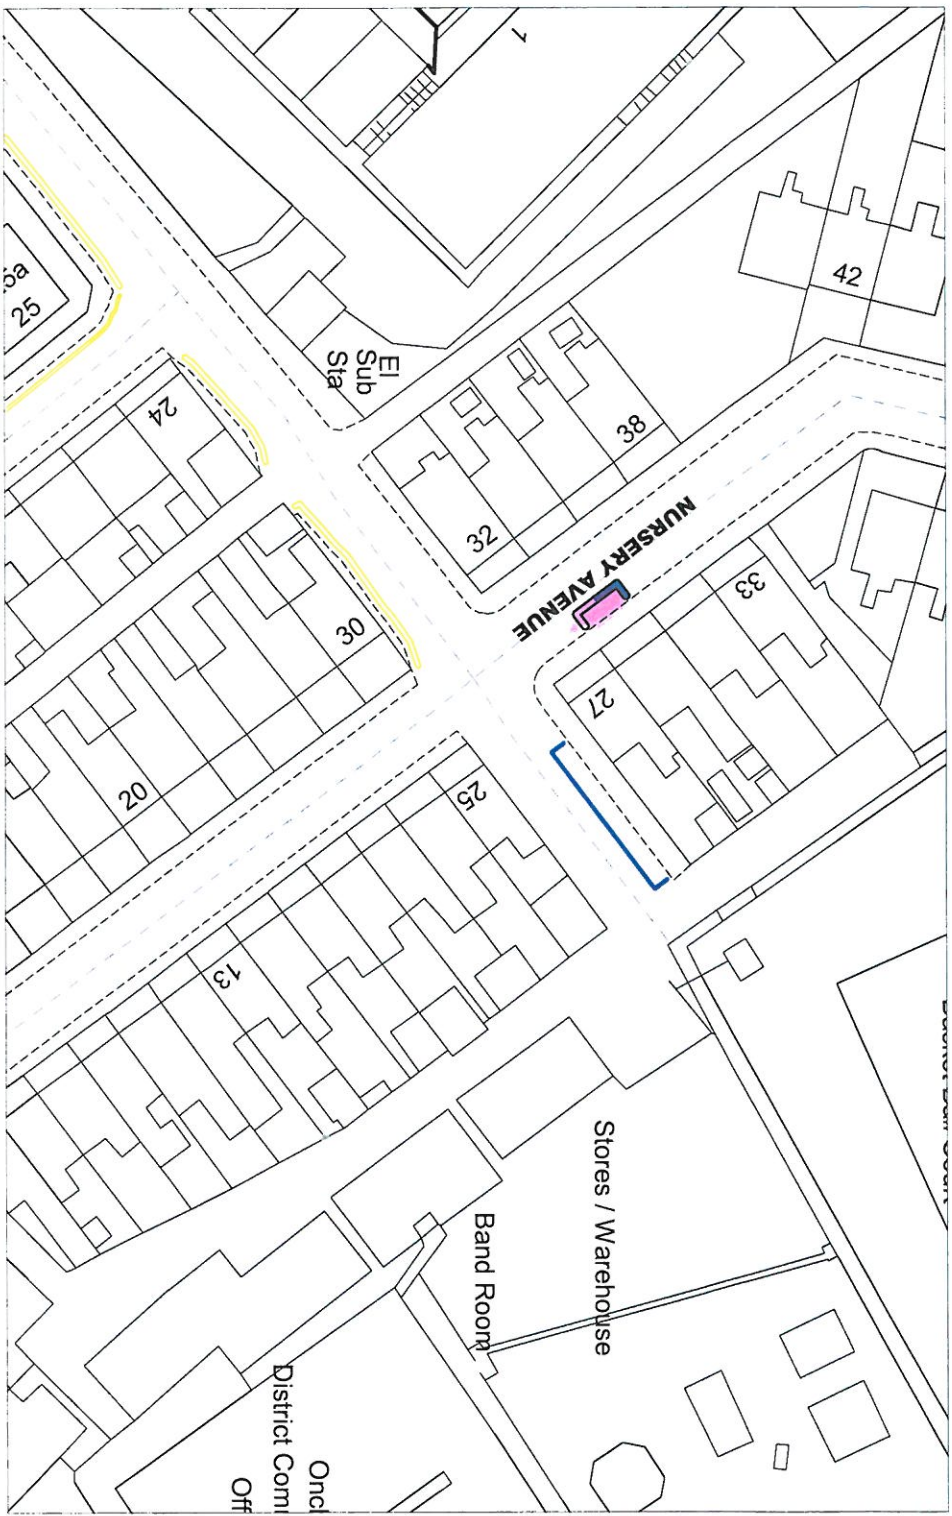 1
42
5a
25
El
Sub
Sta
24
38
32
NURSERY AVENUE
33
30
27
20
25
13
Stores / Warehouse
Band Room
District Com
Off